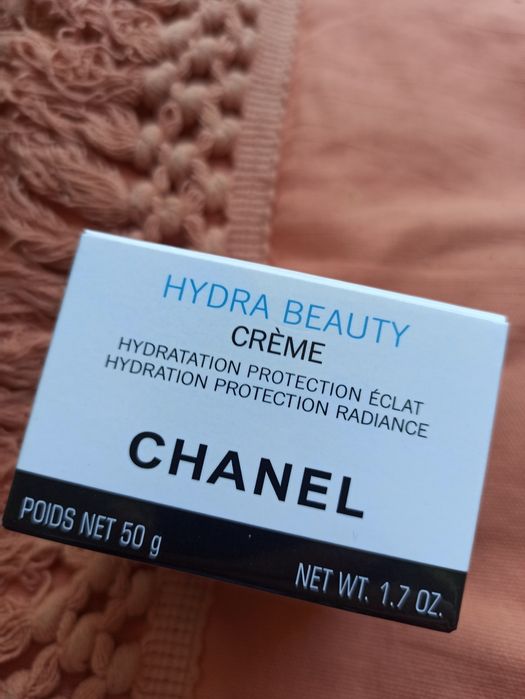 HYDRA BEAUTY
CRÈME
HYDRATATION PROTECTION ÉCLAT
HYDRATION PROTECTION RADIANCE
CHANEL
POIDS NET 50 g
NET WT. 1.7 OZ.